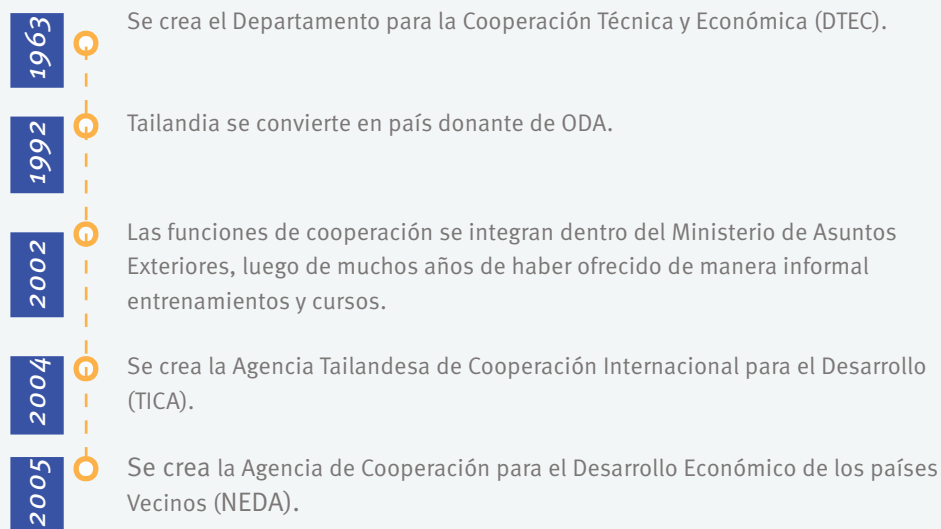 1963
Se crea el Departamento para la Cooperación Técnica y Económica (DTEC).
1992
Tailandia se convierte en país donante de ODA.
2002
Las funciones de cooperación se integran dentro del Ministerio de Asuntos
Exteriores, luego de muchos años de haber ofrecido de manera informal
entrenamientos y cursos.
2004
Se crea la Agencia Tailandesa de Cooperación Internacional para el Desarrollo
(TICA).
2005
Se crea la Agencia de Cooperación para el Desarrollo Económico de los países
Vecinos (NEDA).